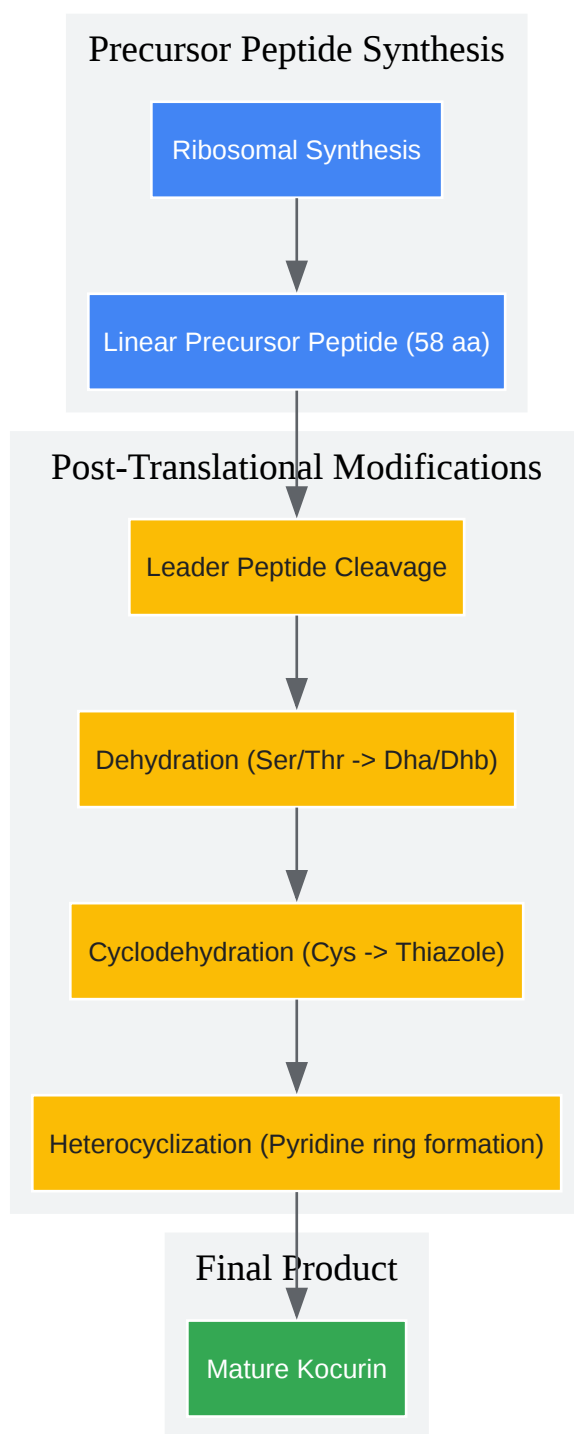 Precursor Peptide Synthesis
Ribosomal Synthesis
Linear Precursor Peptide (58 aa)
Post-Translational Modifications
Leader Peptide Cleavage
Dehydration (Ser/Thr -> Dha/Dhb)
Cyclodehydration (Cys -> Thiazole)
Heterocyclization (Pyridine ring formation)
Final Product
Mature Kocurin